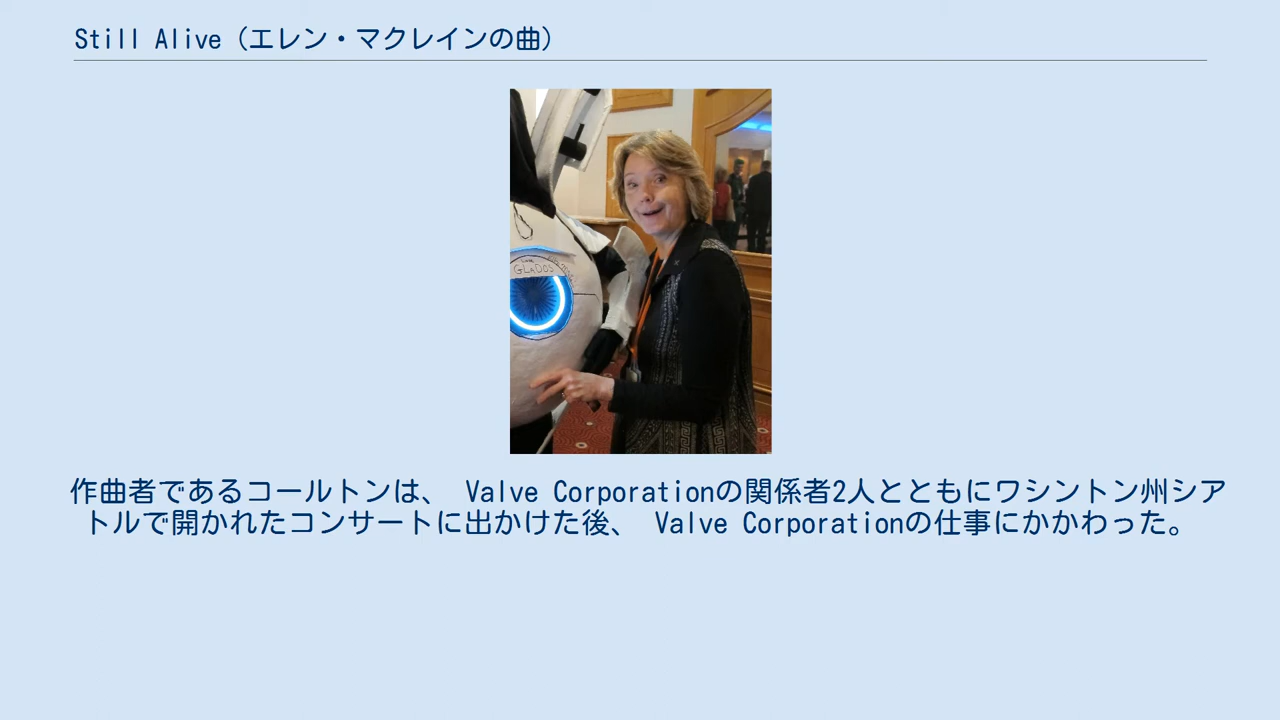 Still Alive（エレン・マクレインの曲）
GLaDOS
作曲者であるコールトンは、 Valve Corporationの関係者2人とともにワシントン州シア
トルで開かれたコンサートに出かけた後、 Valve Corporationの仕事にかかわった。